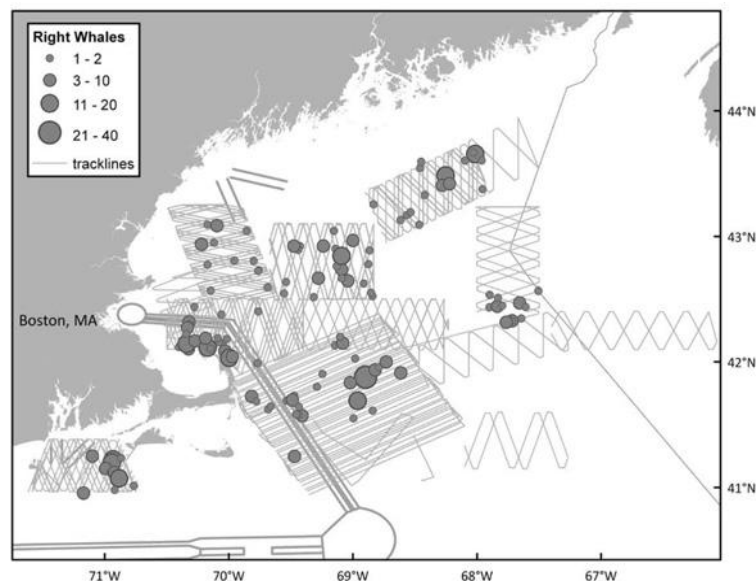 Right Whales
1 - 2
3 - 10
11 - 20
21 - 40
tracklines
44°N
43°N
Boston, MA
42°N
41°N
71°W 70°W 69°W 68°W 67°W